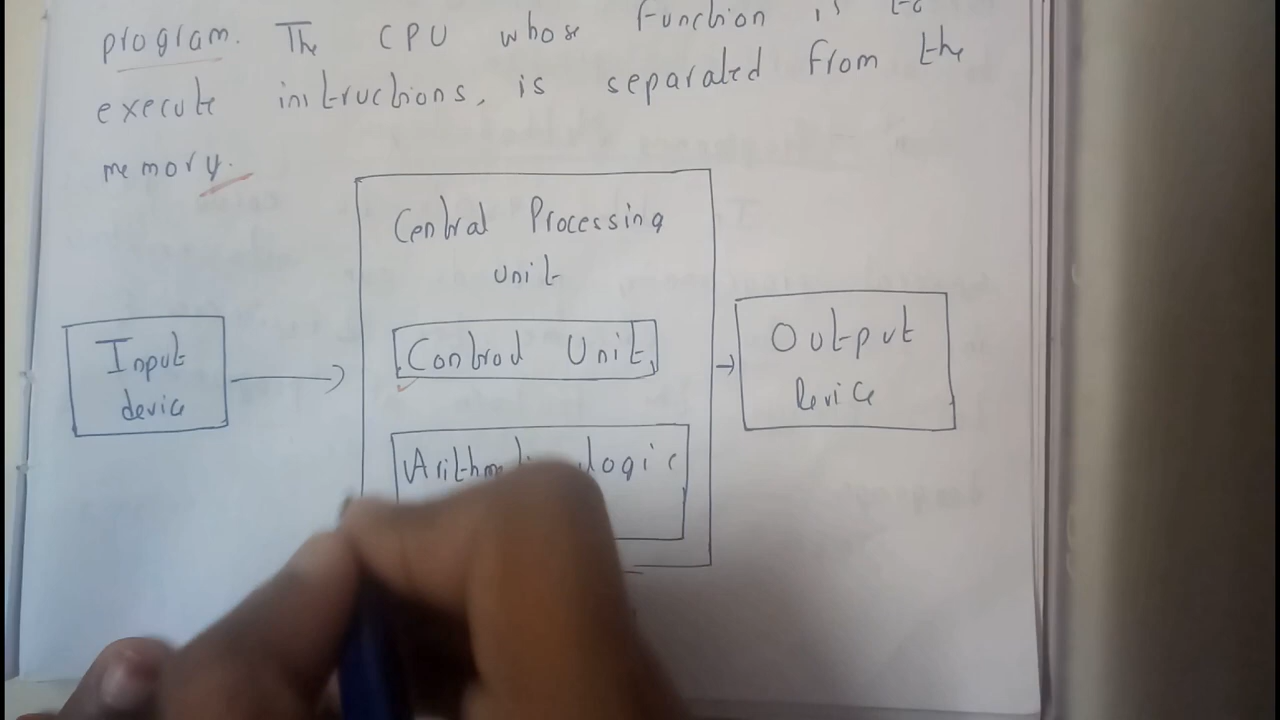 program. The CPU whose function is to
execute instructions, is separated from the
memory.
Central Processing
Unit
Input
device
Control Unit
Output
Device
logic